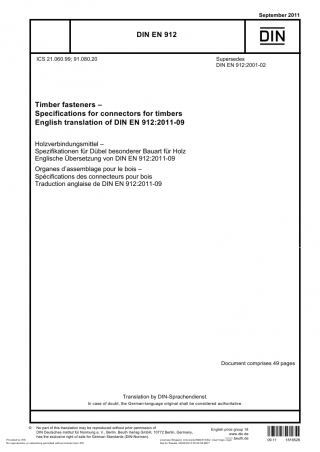 September 2011
DIN EN 912
DIN
ICS 21.060.99; 91.080.20
Supersedes
DIN EN 912:2001-02
Timber fasteners –
Specifications for connectors for timbers
English translation of DIN EN 912:2011-09
Holzverbindungsmittel –
Spezifikationen für Dübel besonderer Bauart für Holz
Englische Übersetzung von DIN EN 912:2011-09
Organes d’assemblage pour le bois –
Spécifications des connecteurs pour bois
Traduction anglaise de DIN EN 912:2011-09
Document comprises 49 pages
Translation by DIN-Sprachendienst.
In case of doubt, the German-language original shall be considered authoritative.
© No part of this translation may be reproduced without prior permission of
DIN Deutsches Institut für Normung e. V., Berlin. Beuth Verlag GmbH, 10772 Berlin, Germany,
has the exclusive right of sale for German Standards (DIN-Normen).
English price group 18
www.din.de
www.beuth.de
09.11